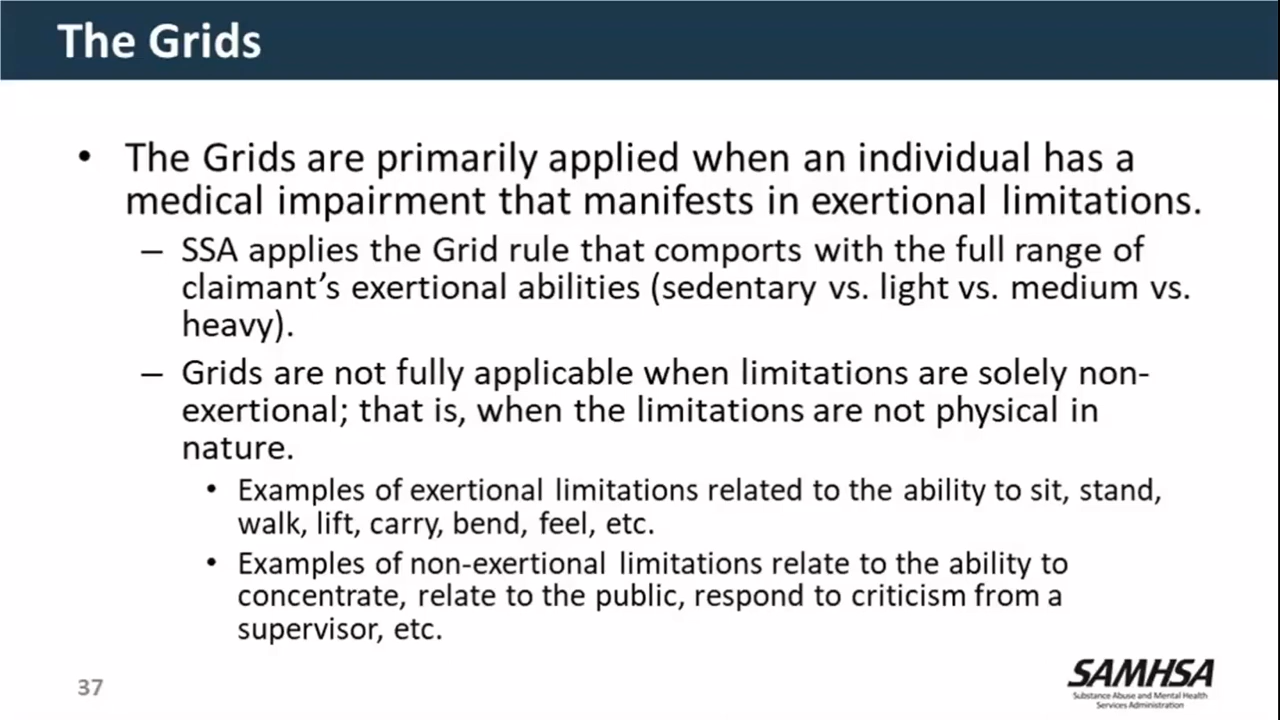 The Grids
• The Grids are primarily applied when an individual has a
medical impairment that manifests in exertional limitations.
– SSA applies the Grid rule that comports with the full range of
claimant’s exertional abilities (sedentary vs. light vs. medium vs.
heavy).
– Grids are not fully applicable when limitations are solely non-
exertional; that is, when the limitations are not physical in
nature.
• Examples of exertional limitations related to the ability to sit, stand,
walk, lift, carry, bend, feel, etc.
• Examples of non-exertional limitations relate to the ability to
concentrate, relate to the public, respond to criticism from a
supervisor, etc.
37
SAMHSA
Substance Abuse and Mental Health
Services Administration